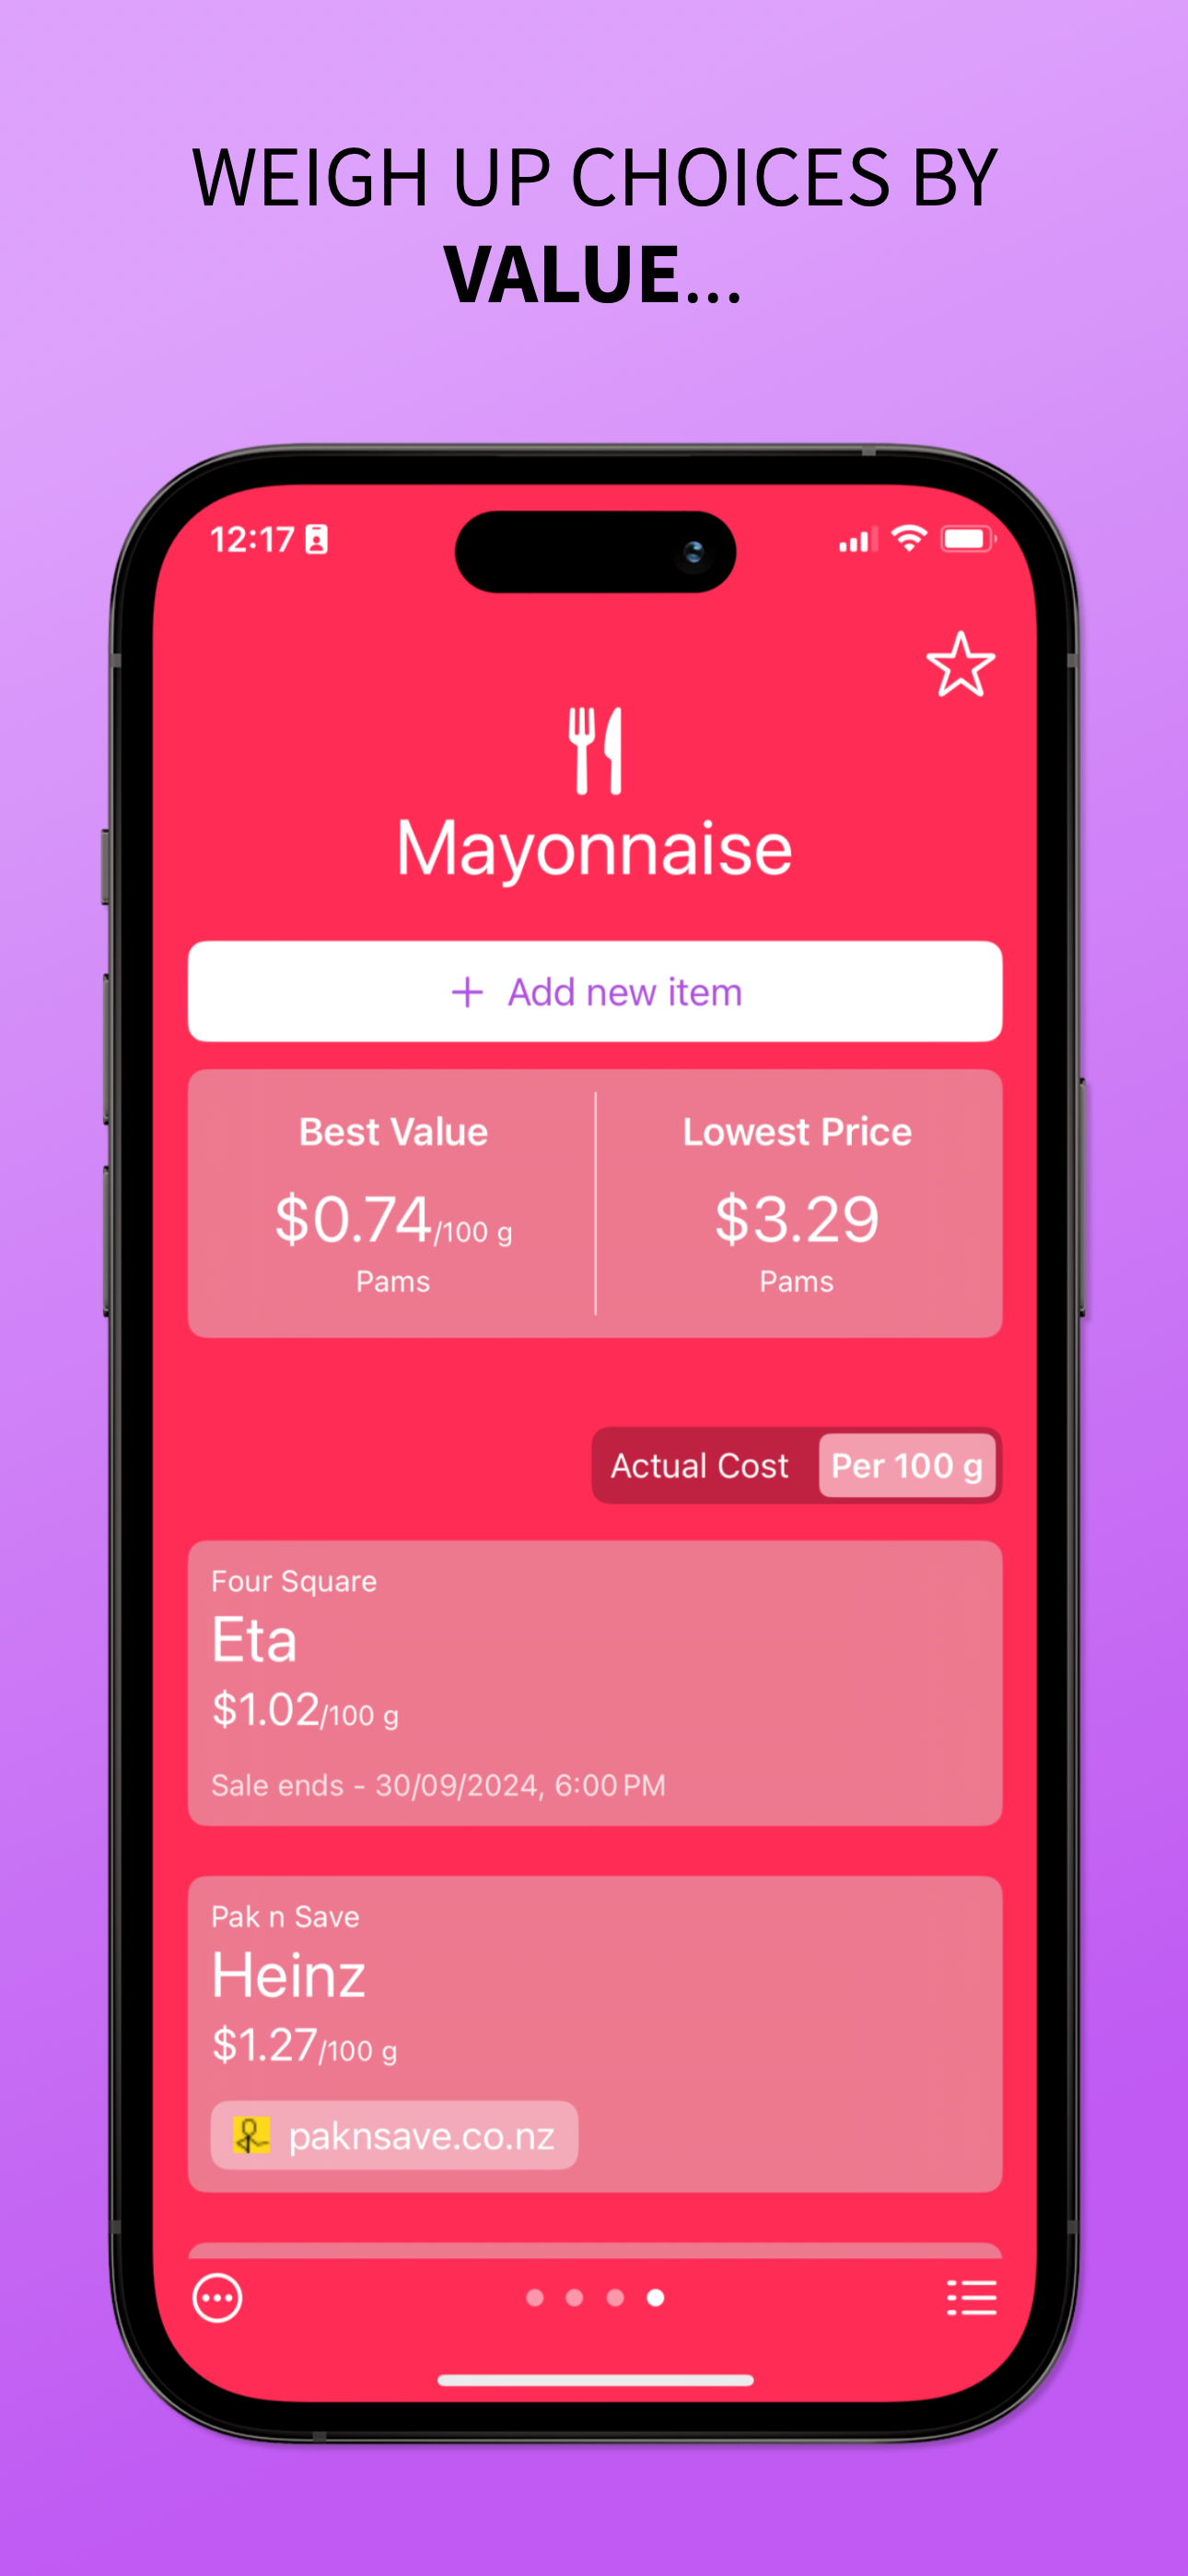 WEIGH UP CHOICES BY
VALUE...
12:17
Mayonnaise
+ Add new item
Best Value
$0.74/100 g
Pams
Lowest Price
$3.29
Pams
Actual Cost
Per 100 g
Four Square
Eta
$1.02/100 g
Sale ends - 30/09/2024, 6:00 PM
Pak n Save
Heinz
$1.27/100 g
paknsave.co.nz